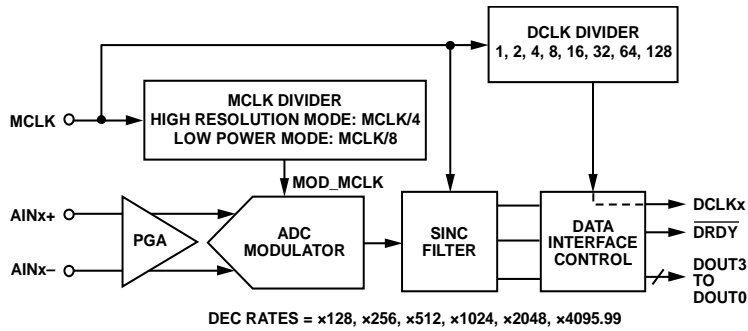 DCLK DIVIDER
1, 2, 4, 8, 16, 32, 64, 128
MCLK
MCLK DIVIDER
HIGH RESOLUTION MODE: MCLK/4
LOW POWER MODE: MCLK/8
MOD_MCLK
AINx+
AINx–
PGA
ADC
MODULATOR
SINC
FILTER
DATA
INTERFACE
CONTROL
DCLKx
DRDY
DOUT3
TO
DOUT0
DEC RATES = ×128, ×256, ×512, ×1024, ×2048, ×4095.99